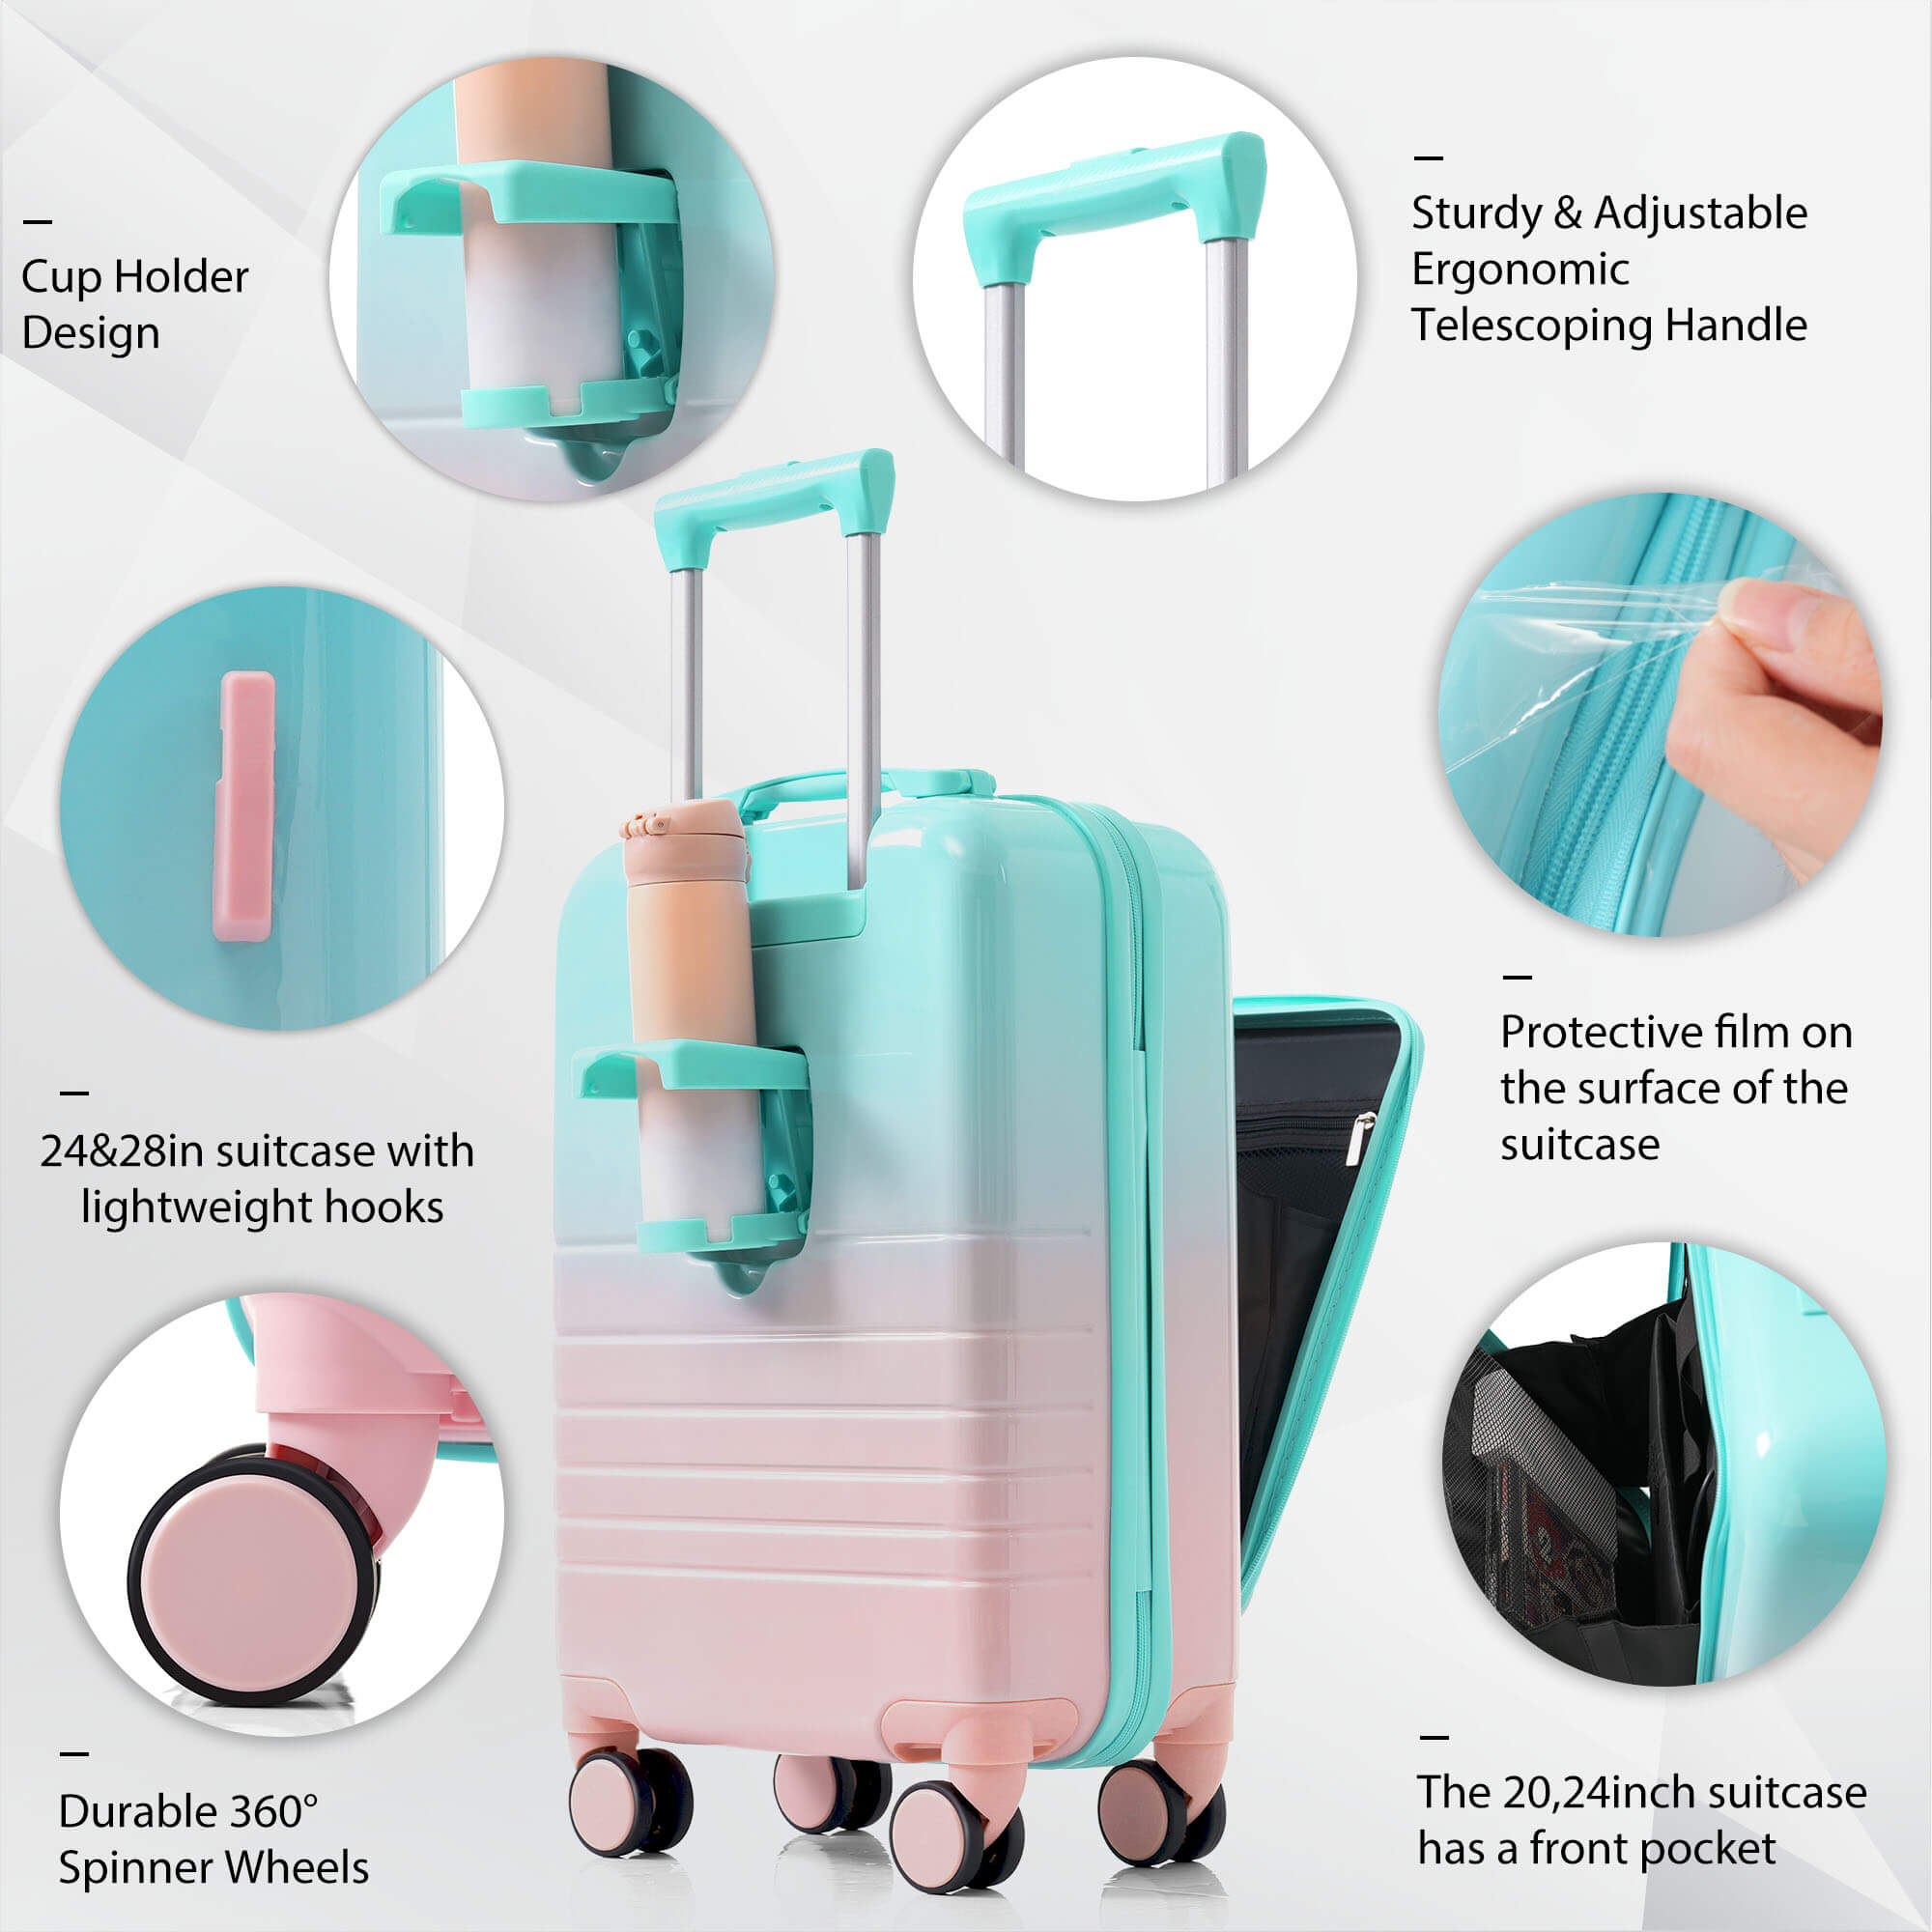 Cup Holder
Design
Sturdy & Adjustable
Ergonomic
Telescoping Handle
24&28in suitcase with
lightweight hooks
Protective film on
the surface of the
suitcase
Durable 360°
Spinner Wheels
The 20,24inch suitcase
has a front pocket